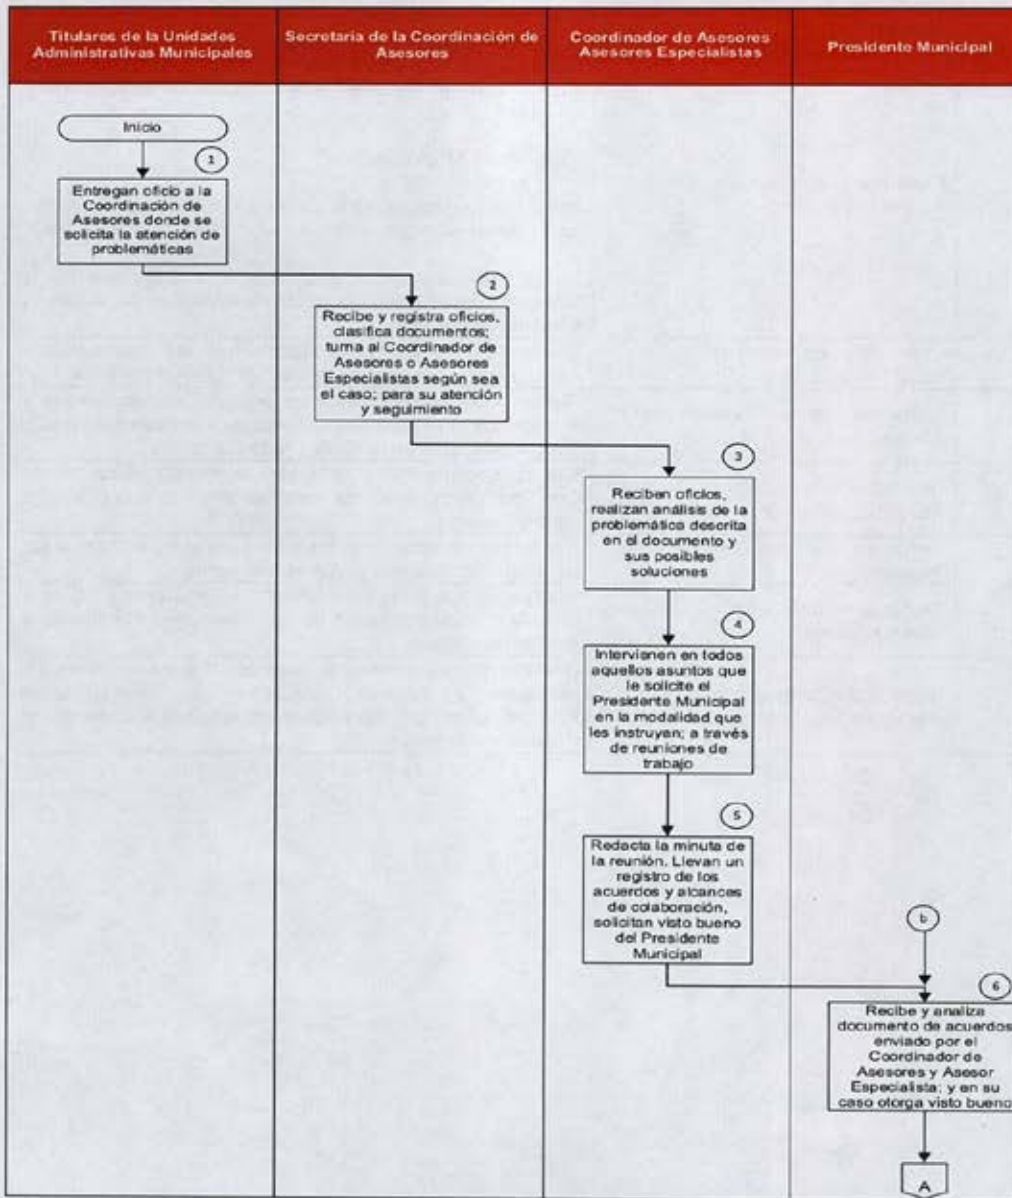 Titulares de la Unidades
Administrativas Municipales
Secretaria de la Coordinación de
Asesores
Coordinador de Asesores
Asesores Especialistas
Presidente Municipal
Inicio
1
Entregan oficio a la
Coordinación de
Asesores donde se
solicita la atención de
problemáticas
2
Recibe y registra oficios,
clasifica documentos;
turna al Coordinador de
Asesores o Asesores
Especialistas según sea
el caso; para su atención
y seguimiento
3
Reciben oficios,
realizan análisis de la
problemática descrita
en el documento y
sus posibles
soluciones
4
Intervienen en todos
aquellos asuntos que
le solicite el
Presidente Municipal
en la modalidad que
les instruyan; a través
de reuniones de
trabajo
5
Redacta la minuta de
la reunión. Llevan un
registro de los
acuerdos y alcances
de colaboración,
solicitan visto bueno
del Presidente
Municipal
b
6
Recibe y analiza
documento de acuerdos
enviado por el
Coordinador de
Asesores y Asesor
Especialista; y en su
caso otorga visto bueno
A